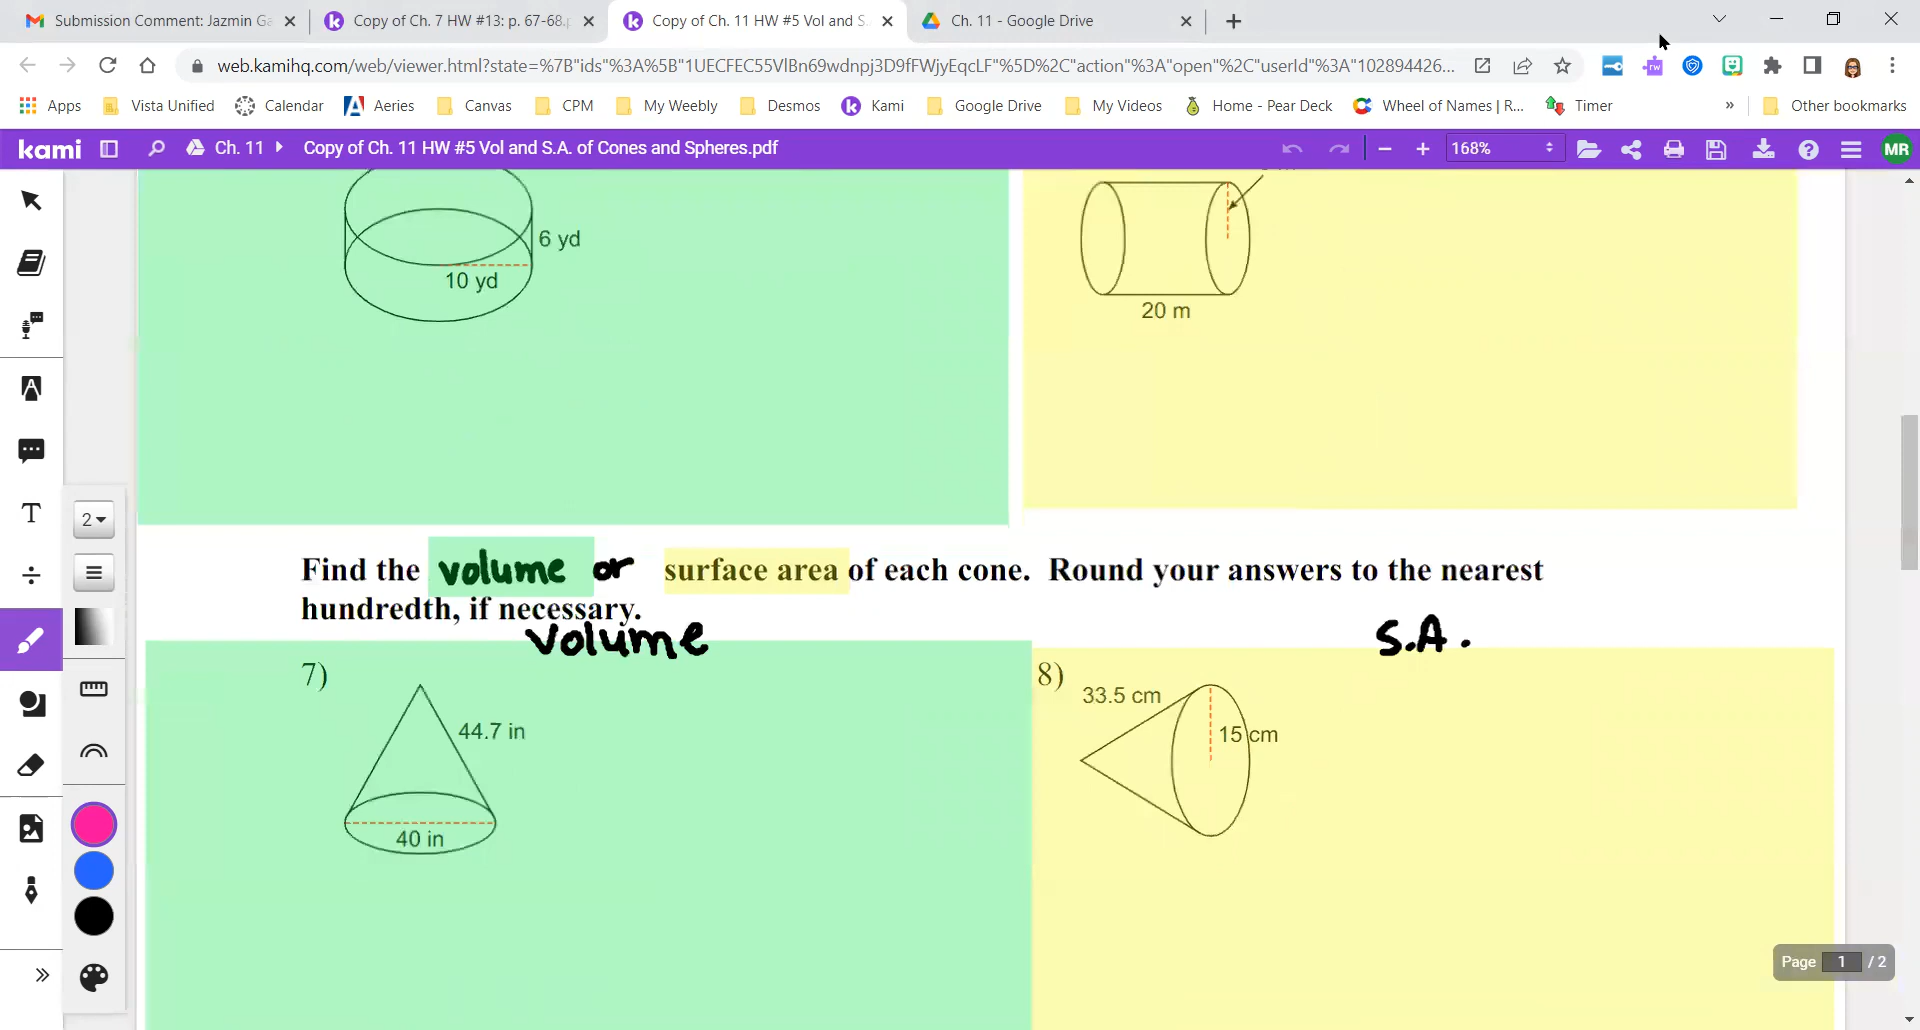 Submission Comment: Jazmin Ga
Copy of Ch. 7 HW #13: p. 67-68.p
Copy of Ch. 11 HW #5 Vol and S.
Ch. 11 - Google Drive
web.kamihq.com/web/viewer.html?state=%7B"ids"%3A%5B"1UECFEC55VlBn69wdnpj3D9fFWjyEqcLF"%5D%2C"action"%3A"open"%2C"userId"%3A"102894426...
Apps Vista Unified Calendar Aeries Canvas CPM My Weebly Desmos Kami Google Drive My Videos Home - Pear Deck Wheel of Names | R... Timer » Other bookmarks
kami Ch. 11 Copy of Ch. 11 HW #5 Vol and S.A. of Cones and Spheres.pdf 168% MR
6 yd
10 yd
20 m
2
Find the volume or surface area of each cone. Round your answers to the nearest
hundredth, if necessary.
volume
S.A.
7)
44.7 in
40 in
8)
33.5 cm
15 cm
Page 1 / 2